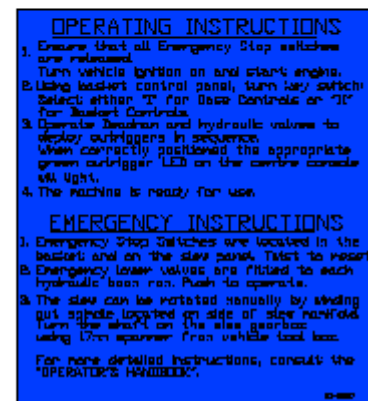 OPERATING INSTRUCTIONS
1. Ensure that all Emergency Stop switches
are released.
Turn vehicle ignition on and start engine.
2. Using basket control panel, turn key switch:
Select either "I" for Base Controls or "II"
for Basket Controls.
3. Operate Deadman and hydraulic valves to
deploy outriggers in sequence.
When correctly positioned the appropriate
green outrigger LED on the centre console
will light.
4. The machine is ready for use.
EMERGENCY INSTRUCTIONS
1. Emergency Stop Switches are located in the
basket and on the slew panel. Twist to reset
2. Emergency lower valves are fitted to each
hydraulic boom ram. Push to operate.
3. The slew can be rotated manually by winding
out spindle located on side of slew manifold
Turn the shaft on the slew gearbox
using 17mm spanner from vehicle tool box.
For more detailed instructions, consult the
"OPERATOR'S HANDBOOK".